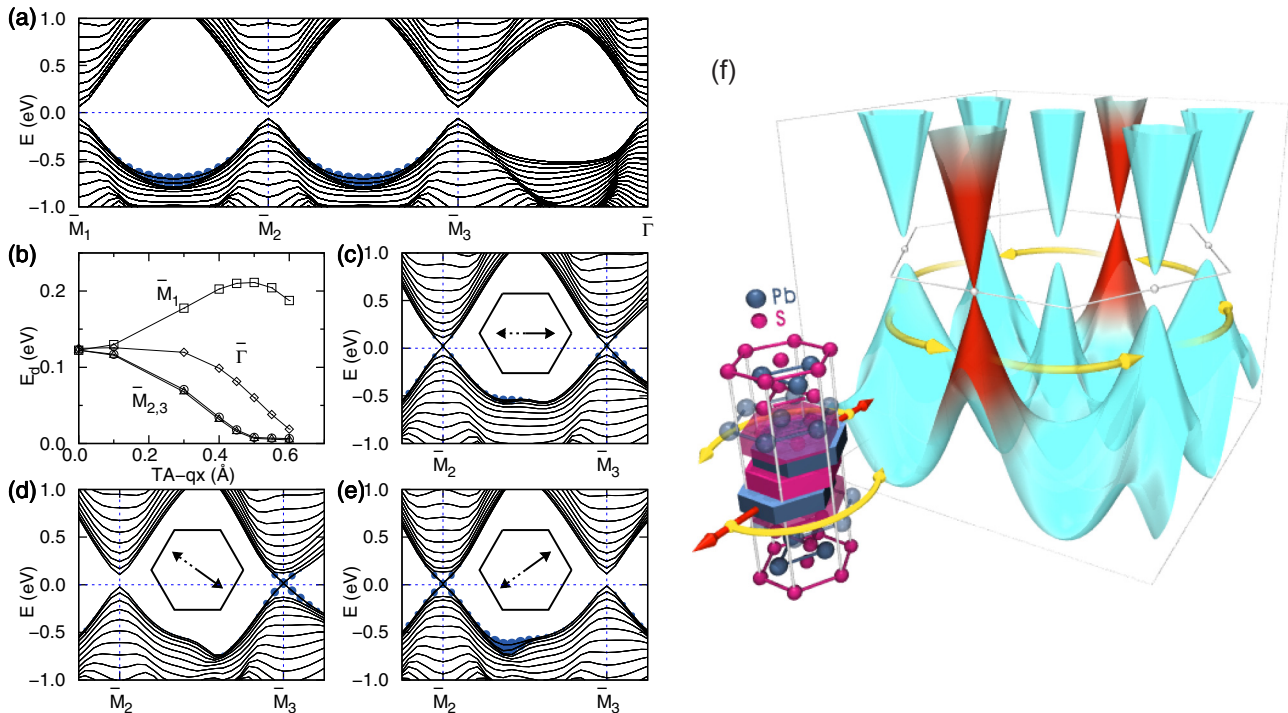 (a)
1.0
0.5
0.0
−0.5
−1.0
E (eV)
M̄₁
M̄₂
M̄₃
Γ̄
(b)
0.2
0.1
0.0
E_d (eV)
M̄₁
Γ̄
M̄₂,₃
0.0
0.2
0.4
0.6
TA−qx (Å)
(c)
1.0
0.5
0.0
−0.5
−1.0
E (eV)
M̄₂
M̄₃
(d)
1.0
0.5
0.0
−0.5
−1.0
E (eV)
M̄₂
M̄₃
(e)
1.0
0.5
0.0
−0.5
−1.0
E (eV)
M̄₂
M̄₃
(f)
Pb
S